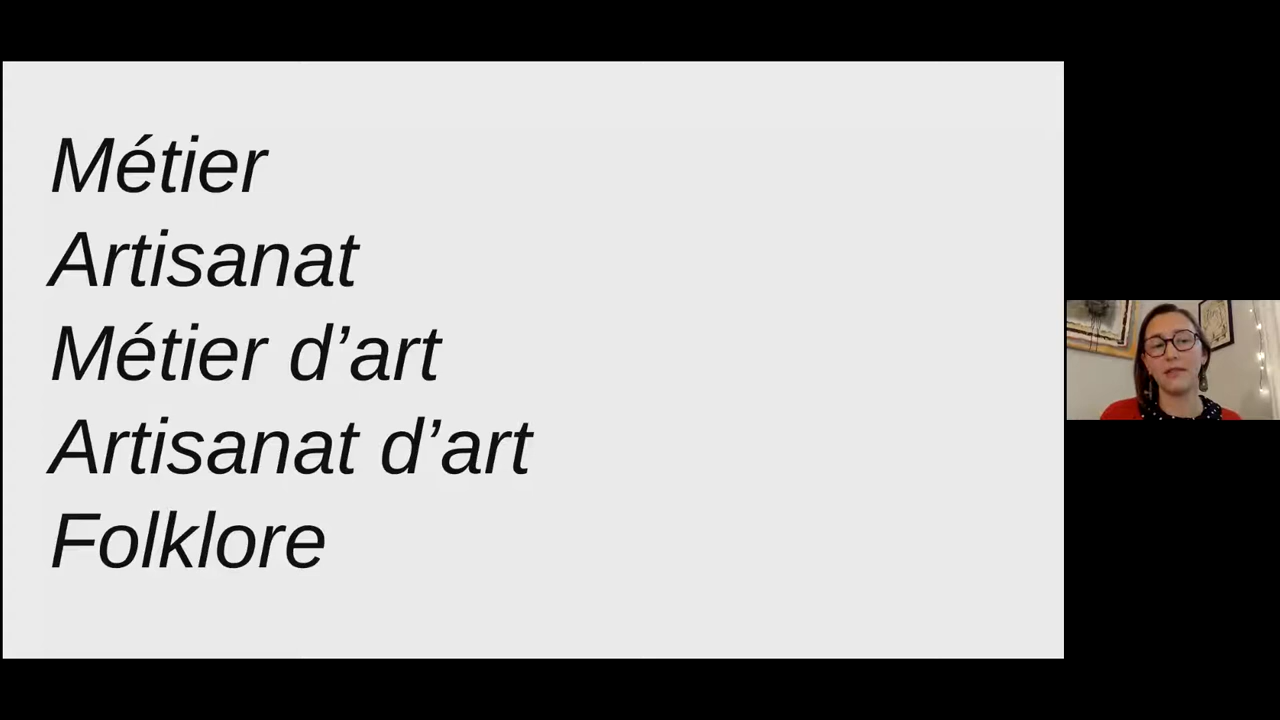 Métier
Artisanat
Métier d’art
Artisanat d’art
Folklore